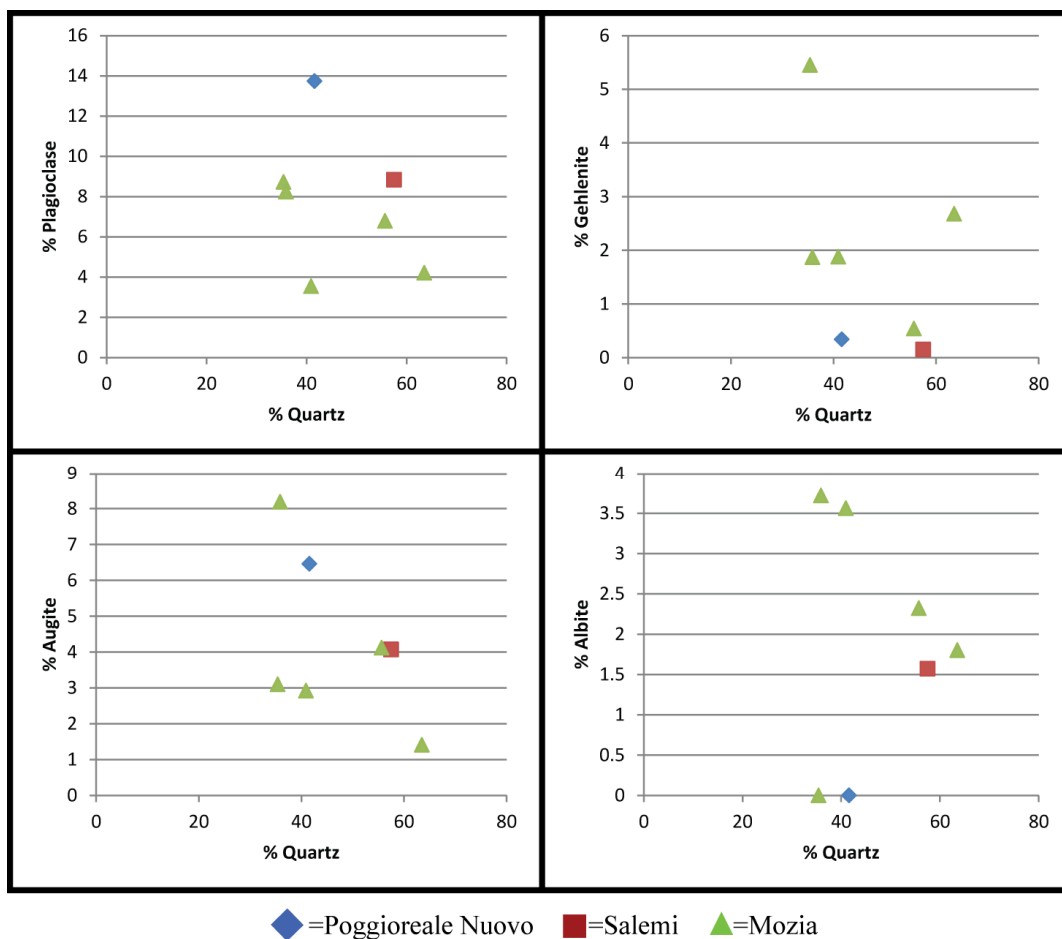 16
14
12
10
8
6
4
2
0
% Plagioclase
0 20 40 60 80
% Quartz
6
5
4
3
2
1
0
% Gehlenite
0 20 40 60 80
% Quartz
9
8
7
6
5
4
3
2
1
0
% Augite
0 20 40 60 80
% Quartz
4
3.5
3
2.5
2
1.5
1
0.5
0
% Albite
0 20 40 60 80
% Quartz
=Poggioreale Nuovo =Salemi =Mozia